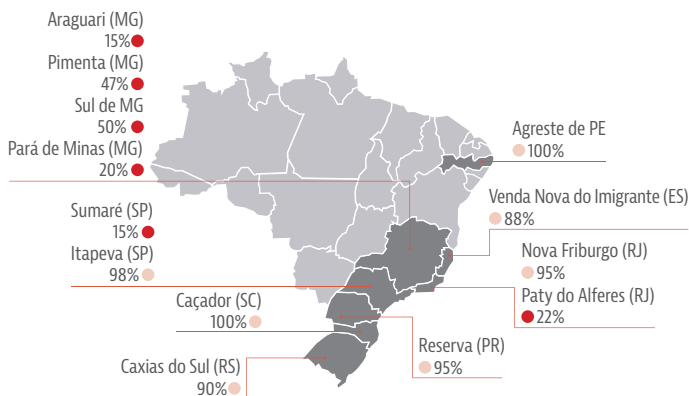 Araguari (MG)
15%
Pimenta (MG)
47%
Sul de MG
50%
Pará de Minas (MG)
20%
Sumaré (SP)
15%
Itapeva (SP)
98%
Caçador (SC)
100%
Caxias do Sul (RS)
90%
Agreste de PE
100%
Venda Nova do Imigrante (ES)
88%
Nova Friburgo (RJ)
95%
Paty do Alferes (RJ)
22%
Reserva (PR)
95%